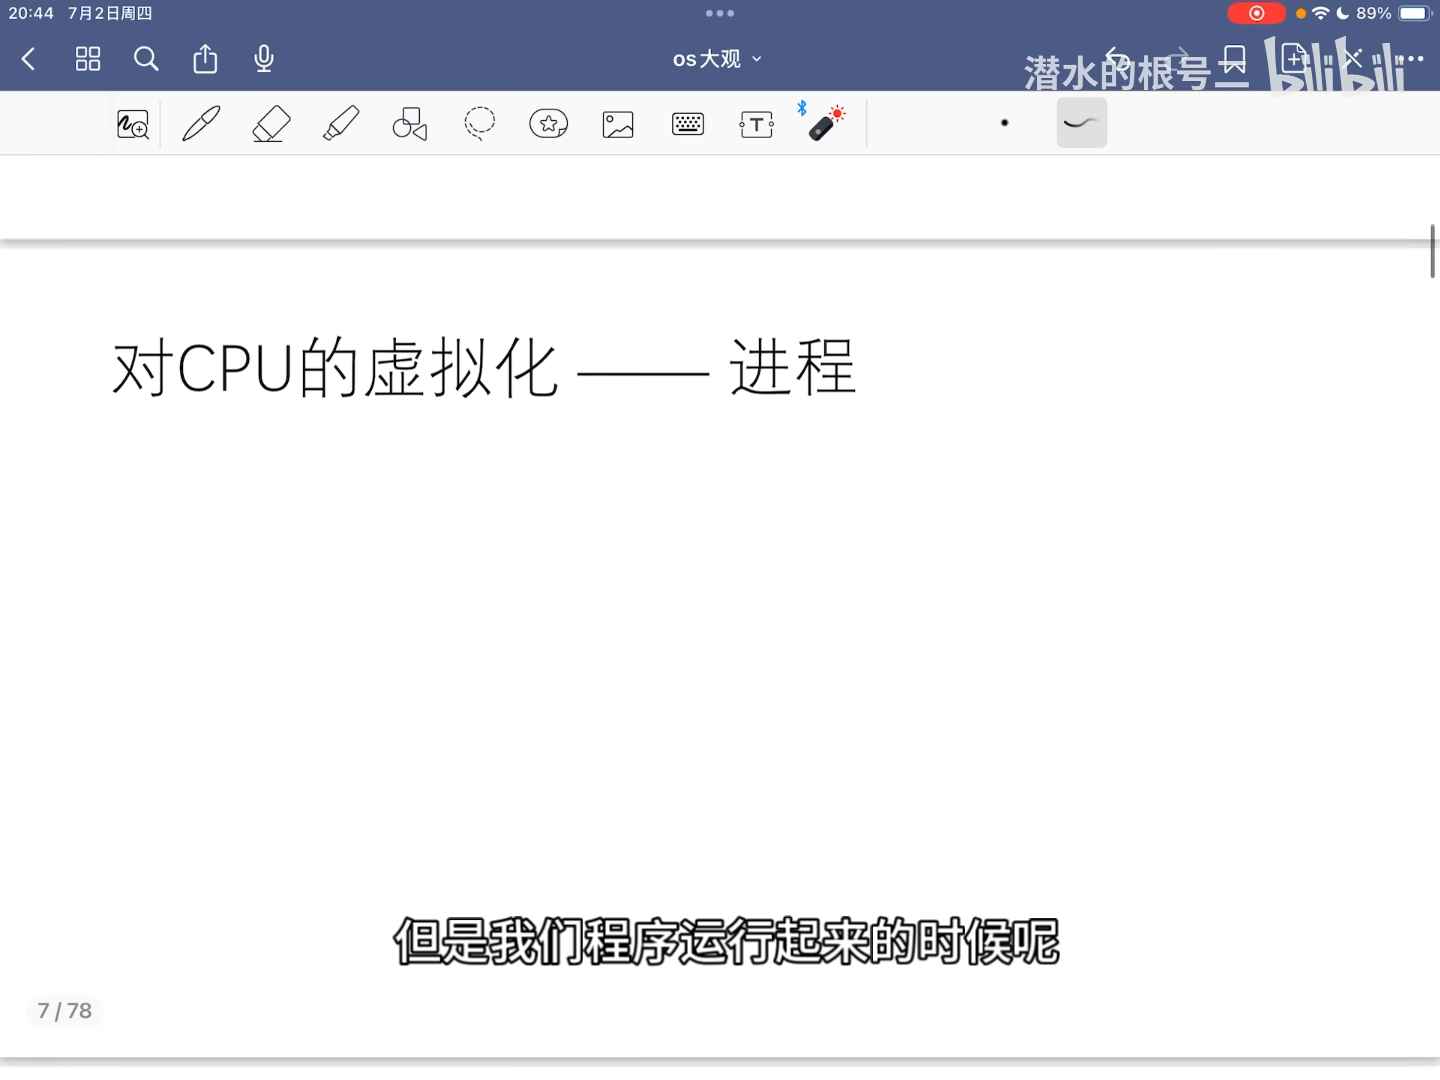 20:44 7月2日周四
89%
os大观
潜水的根号二 bilibili
对CPU的虚拟化 —— 进程
但是我们程序运行起来的时候呢
7 / 78